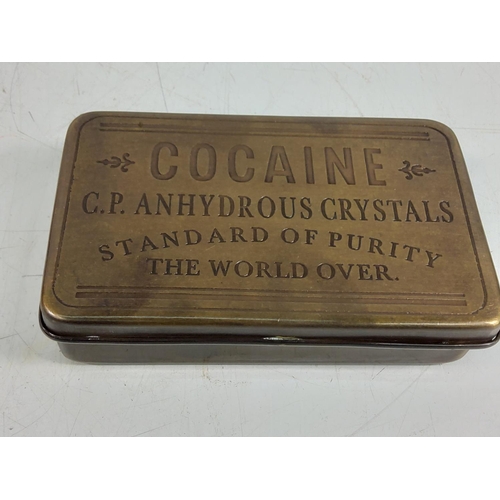 COCAINE
C.P. ANHYDROUS CRYSTALS
STANDARD OF PURITY
THE WORLD OVER.